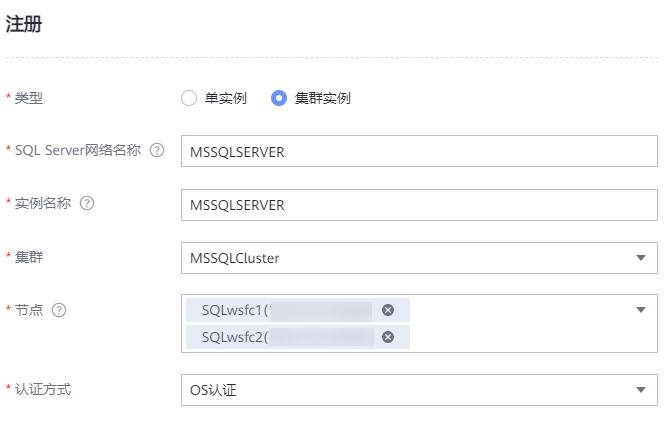 注册
* 类型 单实例 集群实例
* SQL Server网络名称 ? MSSQLSERVER
* 实例名称 ? MSSQLSERVER
* 集群 MSSQLCluster
* 节点 ? SQLwsfc1(
SQLwsfc2(
* 认证方式 OS认证